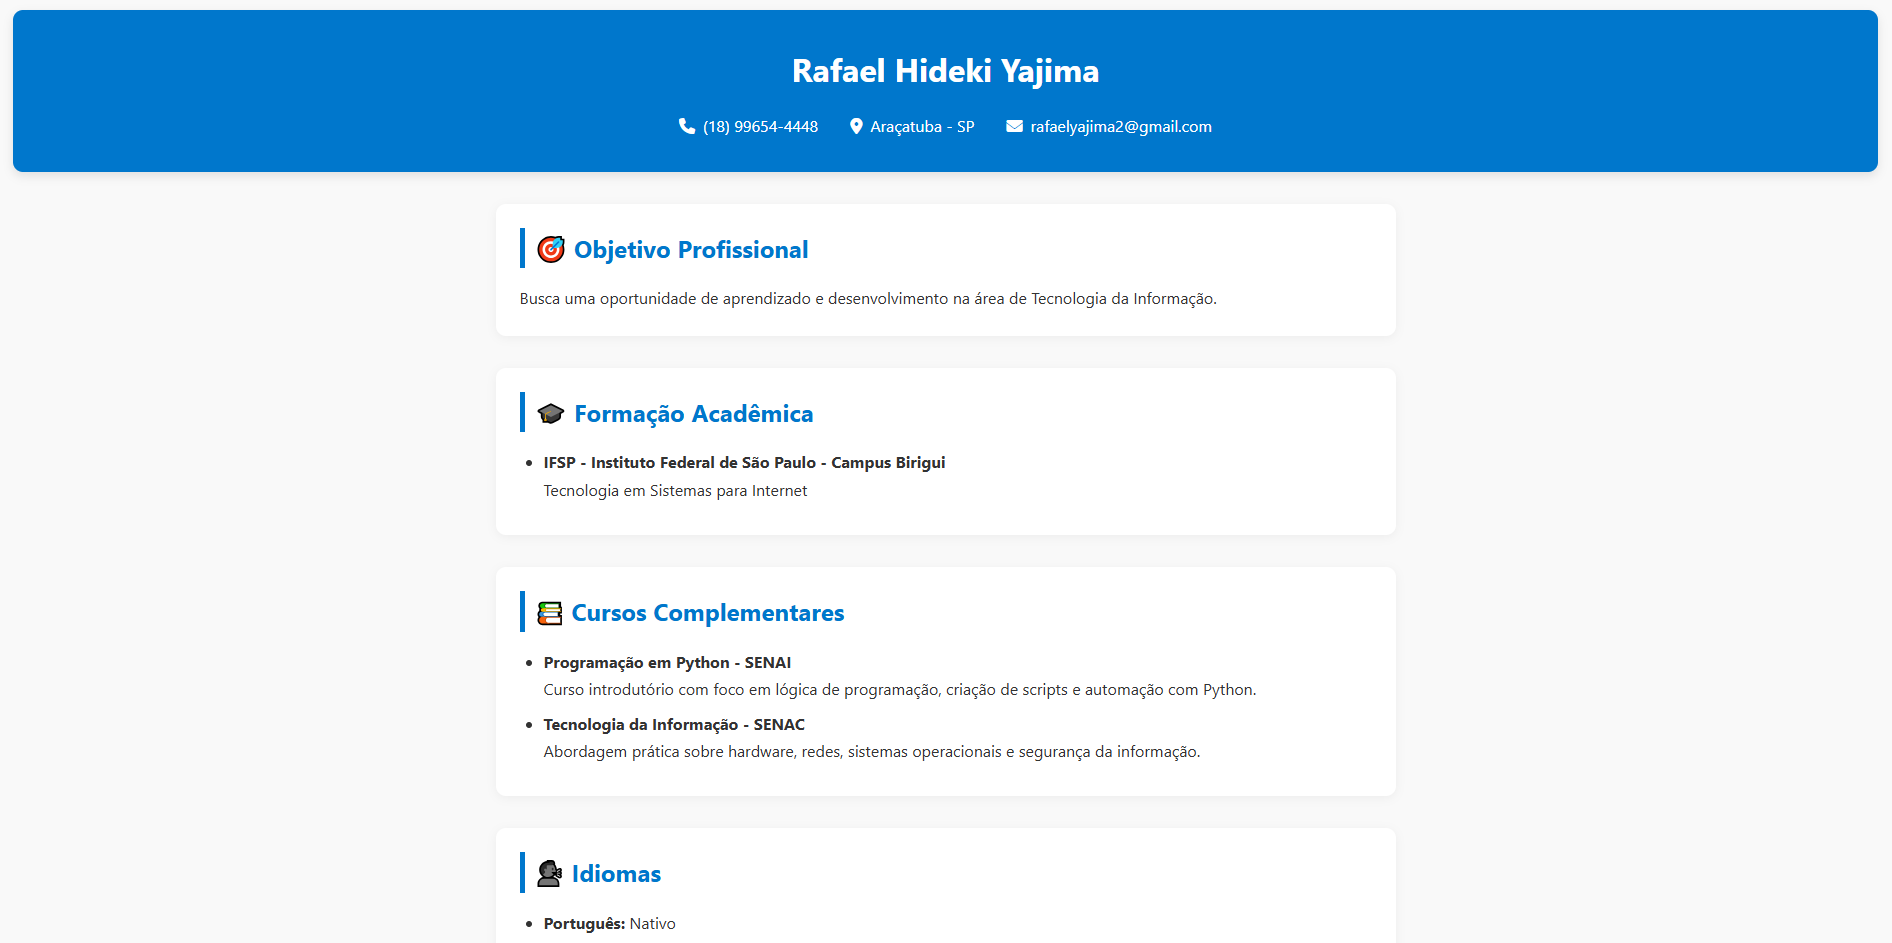 Rafael Hideki Yajima
(18) 99654-4448 Araçatuba - SP rafaelyajima2@gmail.com
Objetivo Profissional
Busca uma oportunidade de aprendizado e desenvolvimento na área de Tecnologia da Informação.
Formação Acadêmica
• IFSP - Instituto Federal de São Paulo - Campus Birigui
Tecnologia em Sistemas para Internet
Cursos Complementares
• Programação em Python - SENAI
Curso introdutório com foco em lógica de programação, criação de scripts e automação com Python.
• Tecnologia da Informação - SENAC
Abordagem prática sobre hardware, redes, sistemas operacionais e segurança da informação.
Idiomas
• Português: Nativo